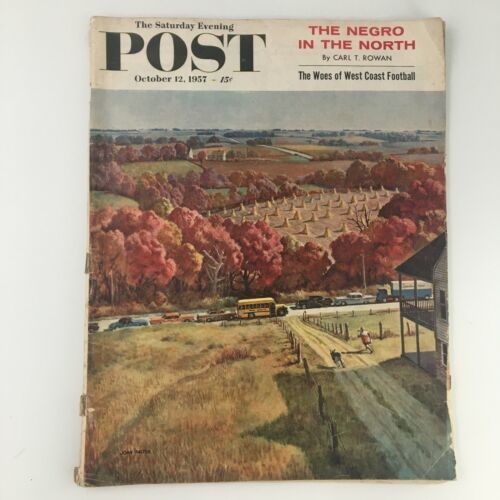 The Saturday Evening
POST
October 12, 1957 - 15¢
THE NEGRO
IN THE NORTH
By CARL T. ROWAN
The Woes of West Coast Football